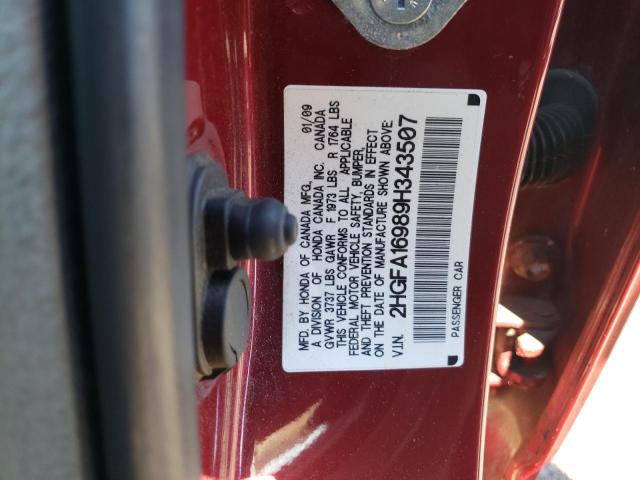 MFD. BY HONDA OF CANADA MFG. 01/09
A DIVISION OF HONDA CANADA INC. CANADA
GVWR 3737 LBS GAWR F 1973 LBS R 1764 LBS
THIS VEHICLE CONFORMS TO ALL APPLICABLE
FEDERAL MOTOR VEHICLE SAFETY, BUMPER,
AND THEFT PREVENTION STANDARDS IN EFFECT
ON THE DATE OF MANUFACTURE SHOWN ABOVE:
V.I.N. 2HGFA16989H343507
PASSENGER CAR